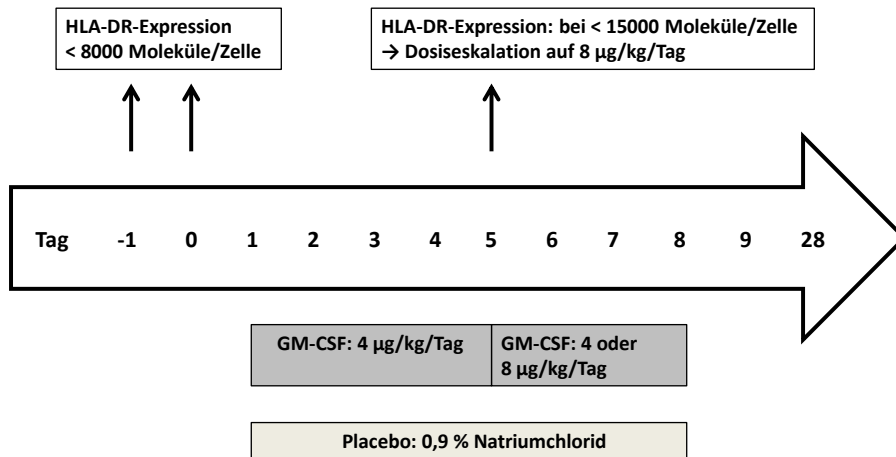 HLA-DR-Expression
< 8000 Moleküle/Zelle
HLA-DR-Expression: bei < 15000 Moleküle/Zelle
→ Dosiseskalation auf 8 µg/kg/Tag
Tag -1 0 1 2 3 4 5 6 7 8 9 28
GM-CSF: 4 µg/kg/Tag
GM-CSF: 4 oder
8 µg/kg/Tag
Placebo: 0,9 % Natriumchlorid